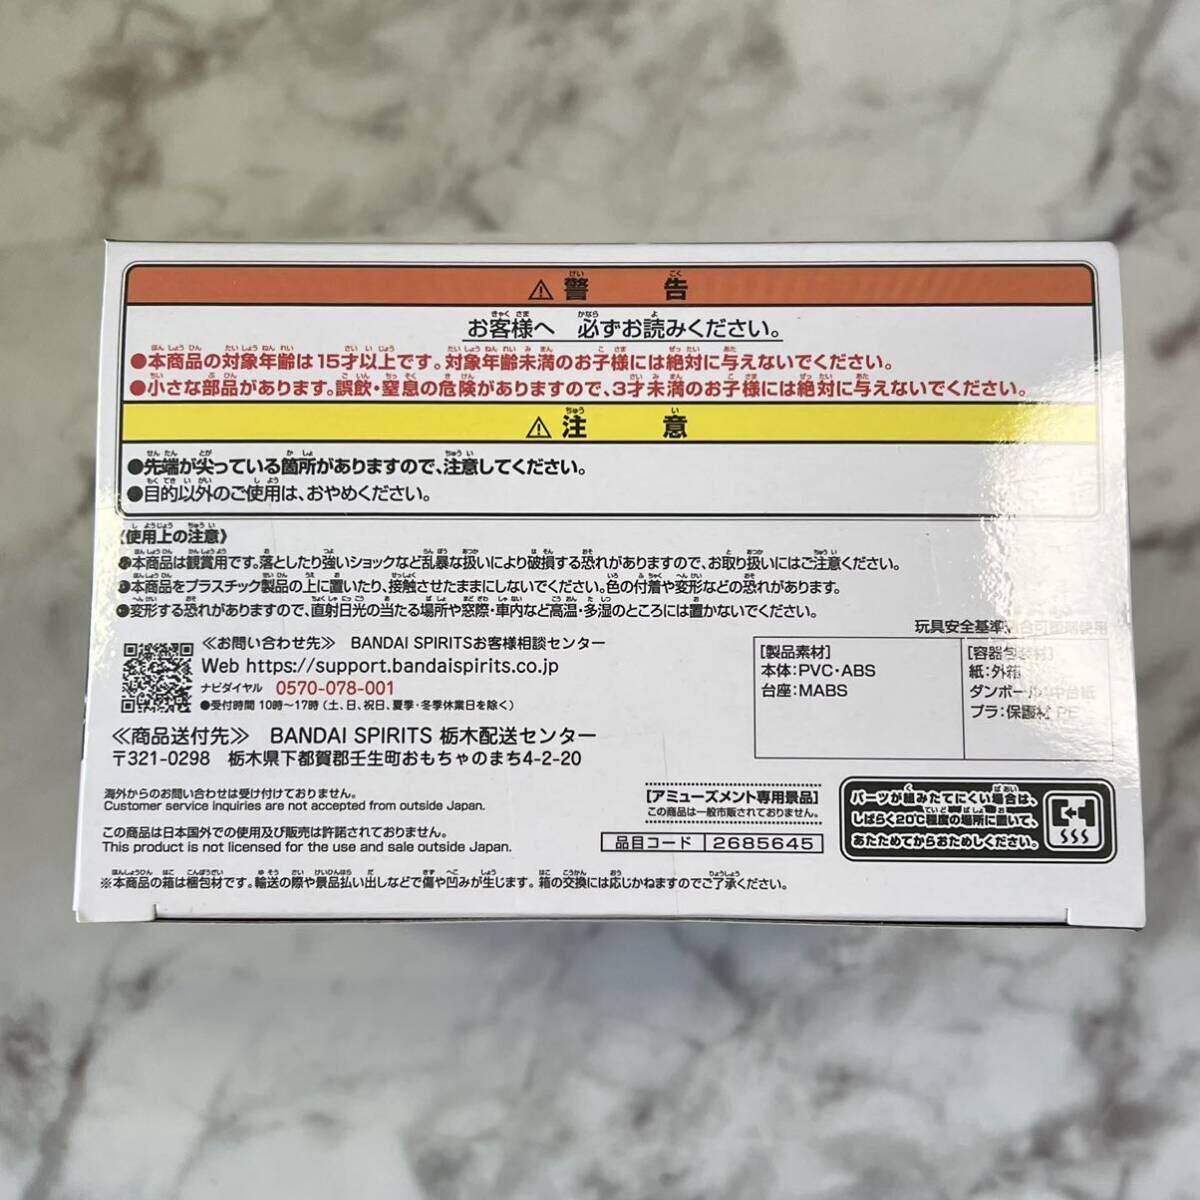 ⚠警告
お客様へ 必ずお読みください。
●本商品の対象年齢は15才以上です。対象年齢未満のお子様には絶対に与えないでください。
●小さな部品があります。誤飲・窒息の危険がありますので、3才未満のお子様には絶対に与えないでください。
⚠注意
●先端が尖っている箇所がありますので、注意してください。
●目的以外のご使用は、おやめください。
《使用上の注意》
●本商品は観賞用です。落としたり強いショックなど乱暴な扱いにより破損する恐れがありますので、お取り扱いにはご注意ください。
●本商品をプラスチック製品の上に置いたり、接触させたままにしないでください。色の付着や変形などの恐れがあります。
●変形する恐れがありますので、直射日光の当たる場所や窓際・車内など高温・多湿のところには置かないでください。
≪お問い合わせ先≫ BANDAI SPIRITSお客様相談センター
Web https://support.bandaispirits.co.jp
ナビダイヤル 0570-078-001
●受付時間 10時〜17時(土、日、祝日、夏季・冬季休業日を除く)
≪商品送付先≫ BANDAI SPIRITS 栃木配送センター
〒321-0298 栃木県下都賀郡壬生町おもちゃのまち4-2-20
玩具安全基準 合可塑剤使用
[製品素材]
本体:PVC・ABS
台座:MABS
[容器包装材]
紙:外箱
ダンボール:中台紙
プラ:保護材 PE
海外からのお問い合わせは受け付けておりません。
Customer service inquiries are not accepted from outside Japan.
この商品は日本国外での使用及び販売は許諾されておりません。
This product is not licensed for the use and sale outside Japan.
[アミューズメント専用景品]
この商品は一般市販されておりません。
品目コード 2685645
パーツが組みたてにくい場合は、
しばらく20℃程度の場所に置いて、
あたためてからおためしください。
※本商品の箱は梱包材です。輸送の際や景品払い出しなどで傷や凹みが生じます。箱の交換には応じかねますのでご了承ください。